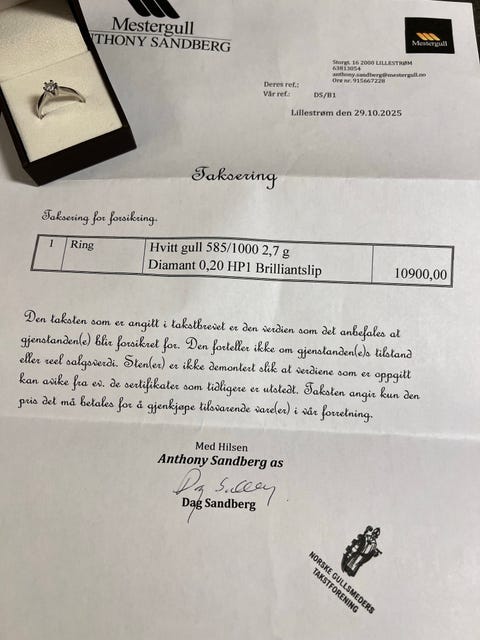 Mestergull
ANTHONY SANDBERG
Mestergull
Storgt. 16 2000 LILLESTRØM
63813054
anthony.sandberg@mestergull.no
Org nr. 915667228
Deres ref.:
Vår ref.: DS/B1
Lillestrøm den 29.10.2025
Taksering
Taksering for forsikring.
1 Ring Hvitt gull 585/1000 2,7 g
Diamant 0,20 HP1 Brilliantslip 10900,00
Den taksten som er angitt i takstbrevet er den verdien som det anbefales at
gjenstanden(e) blir forsikret for. Den forteller ikke om gjenstanden(e)s tilstand
eller reel salgsverdi. Sten(er) er ikke demontert slik at verdiene som er oppgitt
kan avike fra ev. de sertifikater som tidligere er utstedt. Taksten angir kun den
pris det må betales for å gjenkjøpe tilsvarende vare(er) i vår forretning.
Med Hilsen
Anthony Sandberg as
Dag Sandberg
NORSKE GULLSMEDERS
TAKSTFORENING